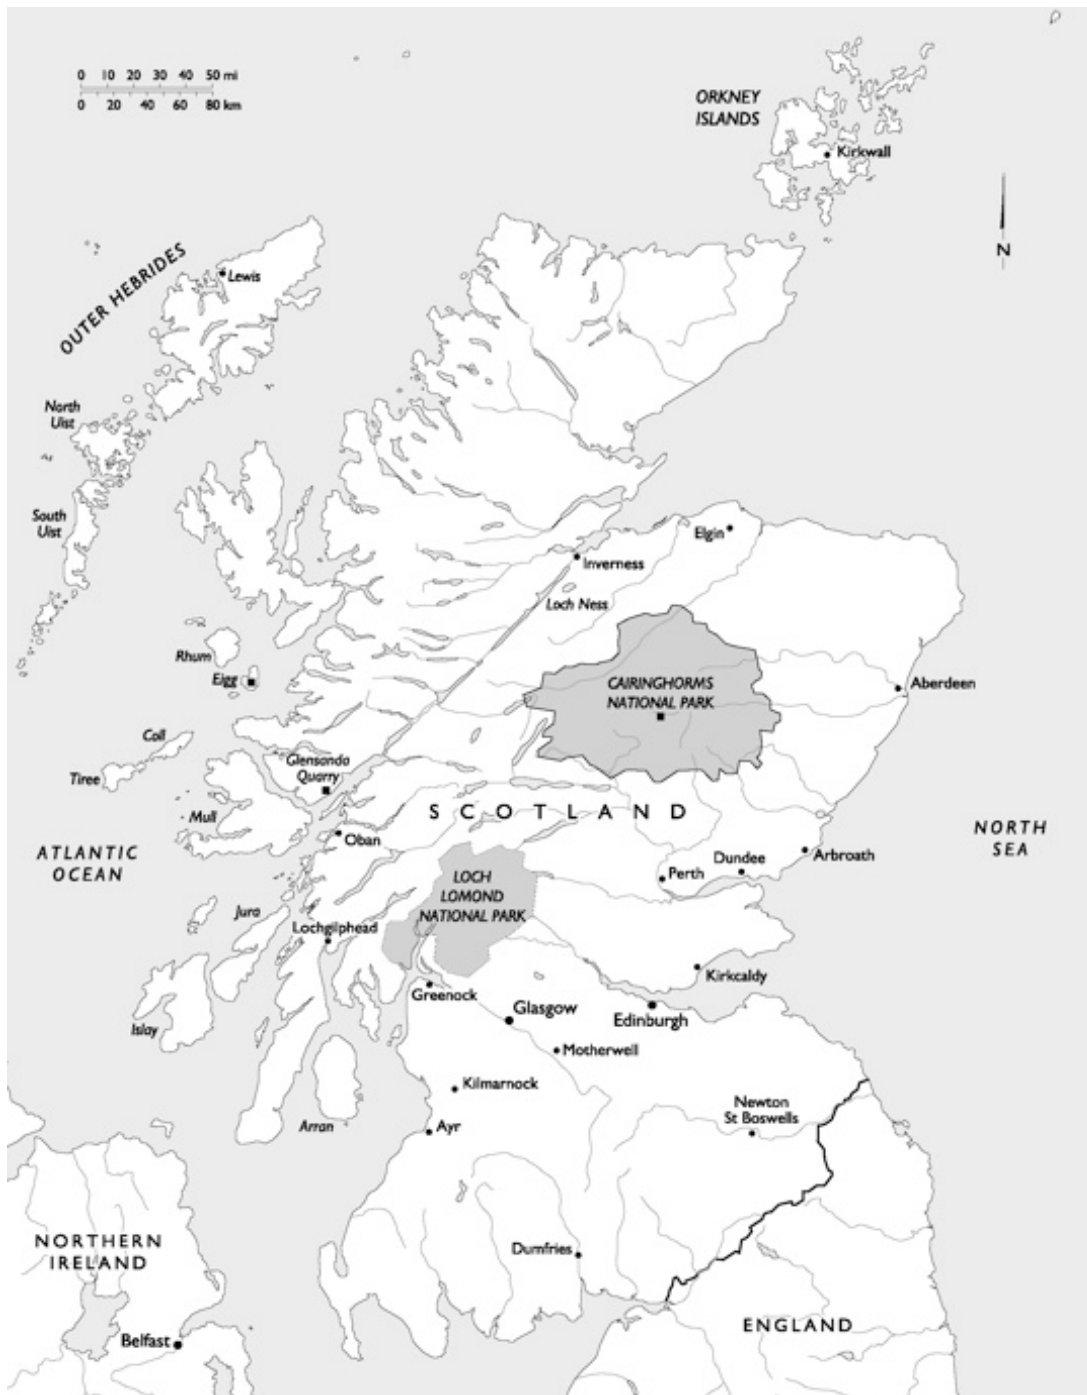 0 10 20 30 40 50 mi
0 20 40 60 80 km
ORKNEY
ISLANDS
Kirkwall
N
OUTER HEBRIDES
Lewis
North
Uist
South
Uist
Elgin
Inverness
Loch Ness
Rhum
Eigg
CAIRINGHORMS
NATIONAL PARK
Aberdeen
Coll
Tiree
Glensanda
Quarry
Mull
SCOTLAND
Oban
NORTH
SEA
ATLANTIC
OCEAN
Dundee
Arbroath
Perth
LOCH
LOMOND
NATIONAL PARK
Jura
Lochgilphead
Kirkcaldy
Greenock
Glasgow
Edinburgh
Islay
Motherwell
Kilmarnock
Newton
St Boswells
Arran
Ayr
NORTHERN
IRELAND
Dumfries
Belfast
ENGLAND